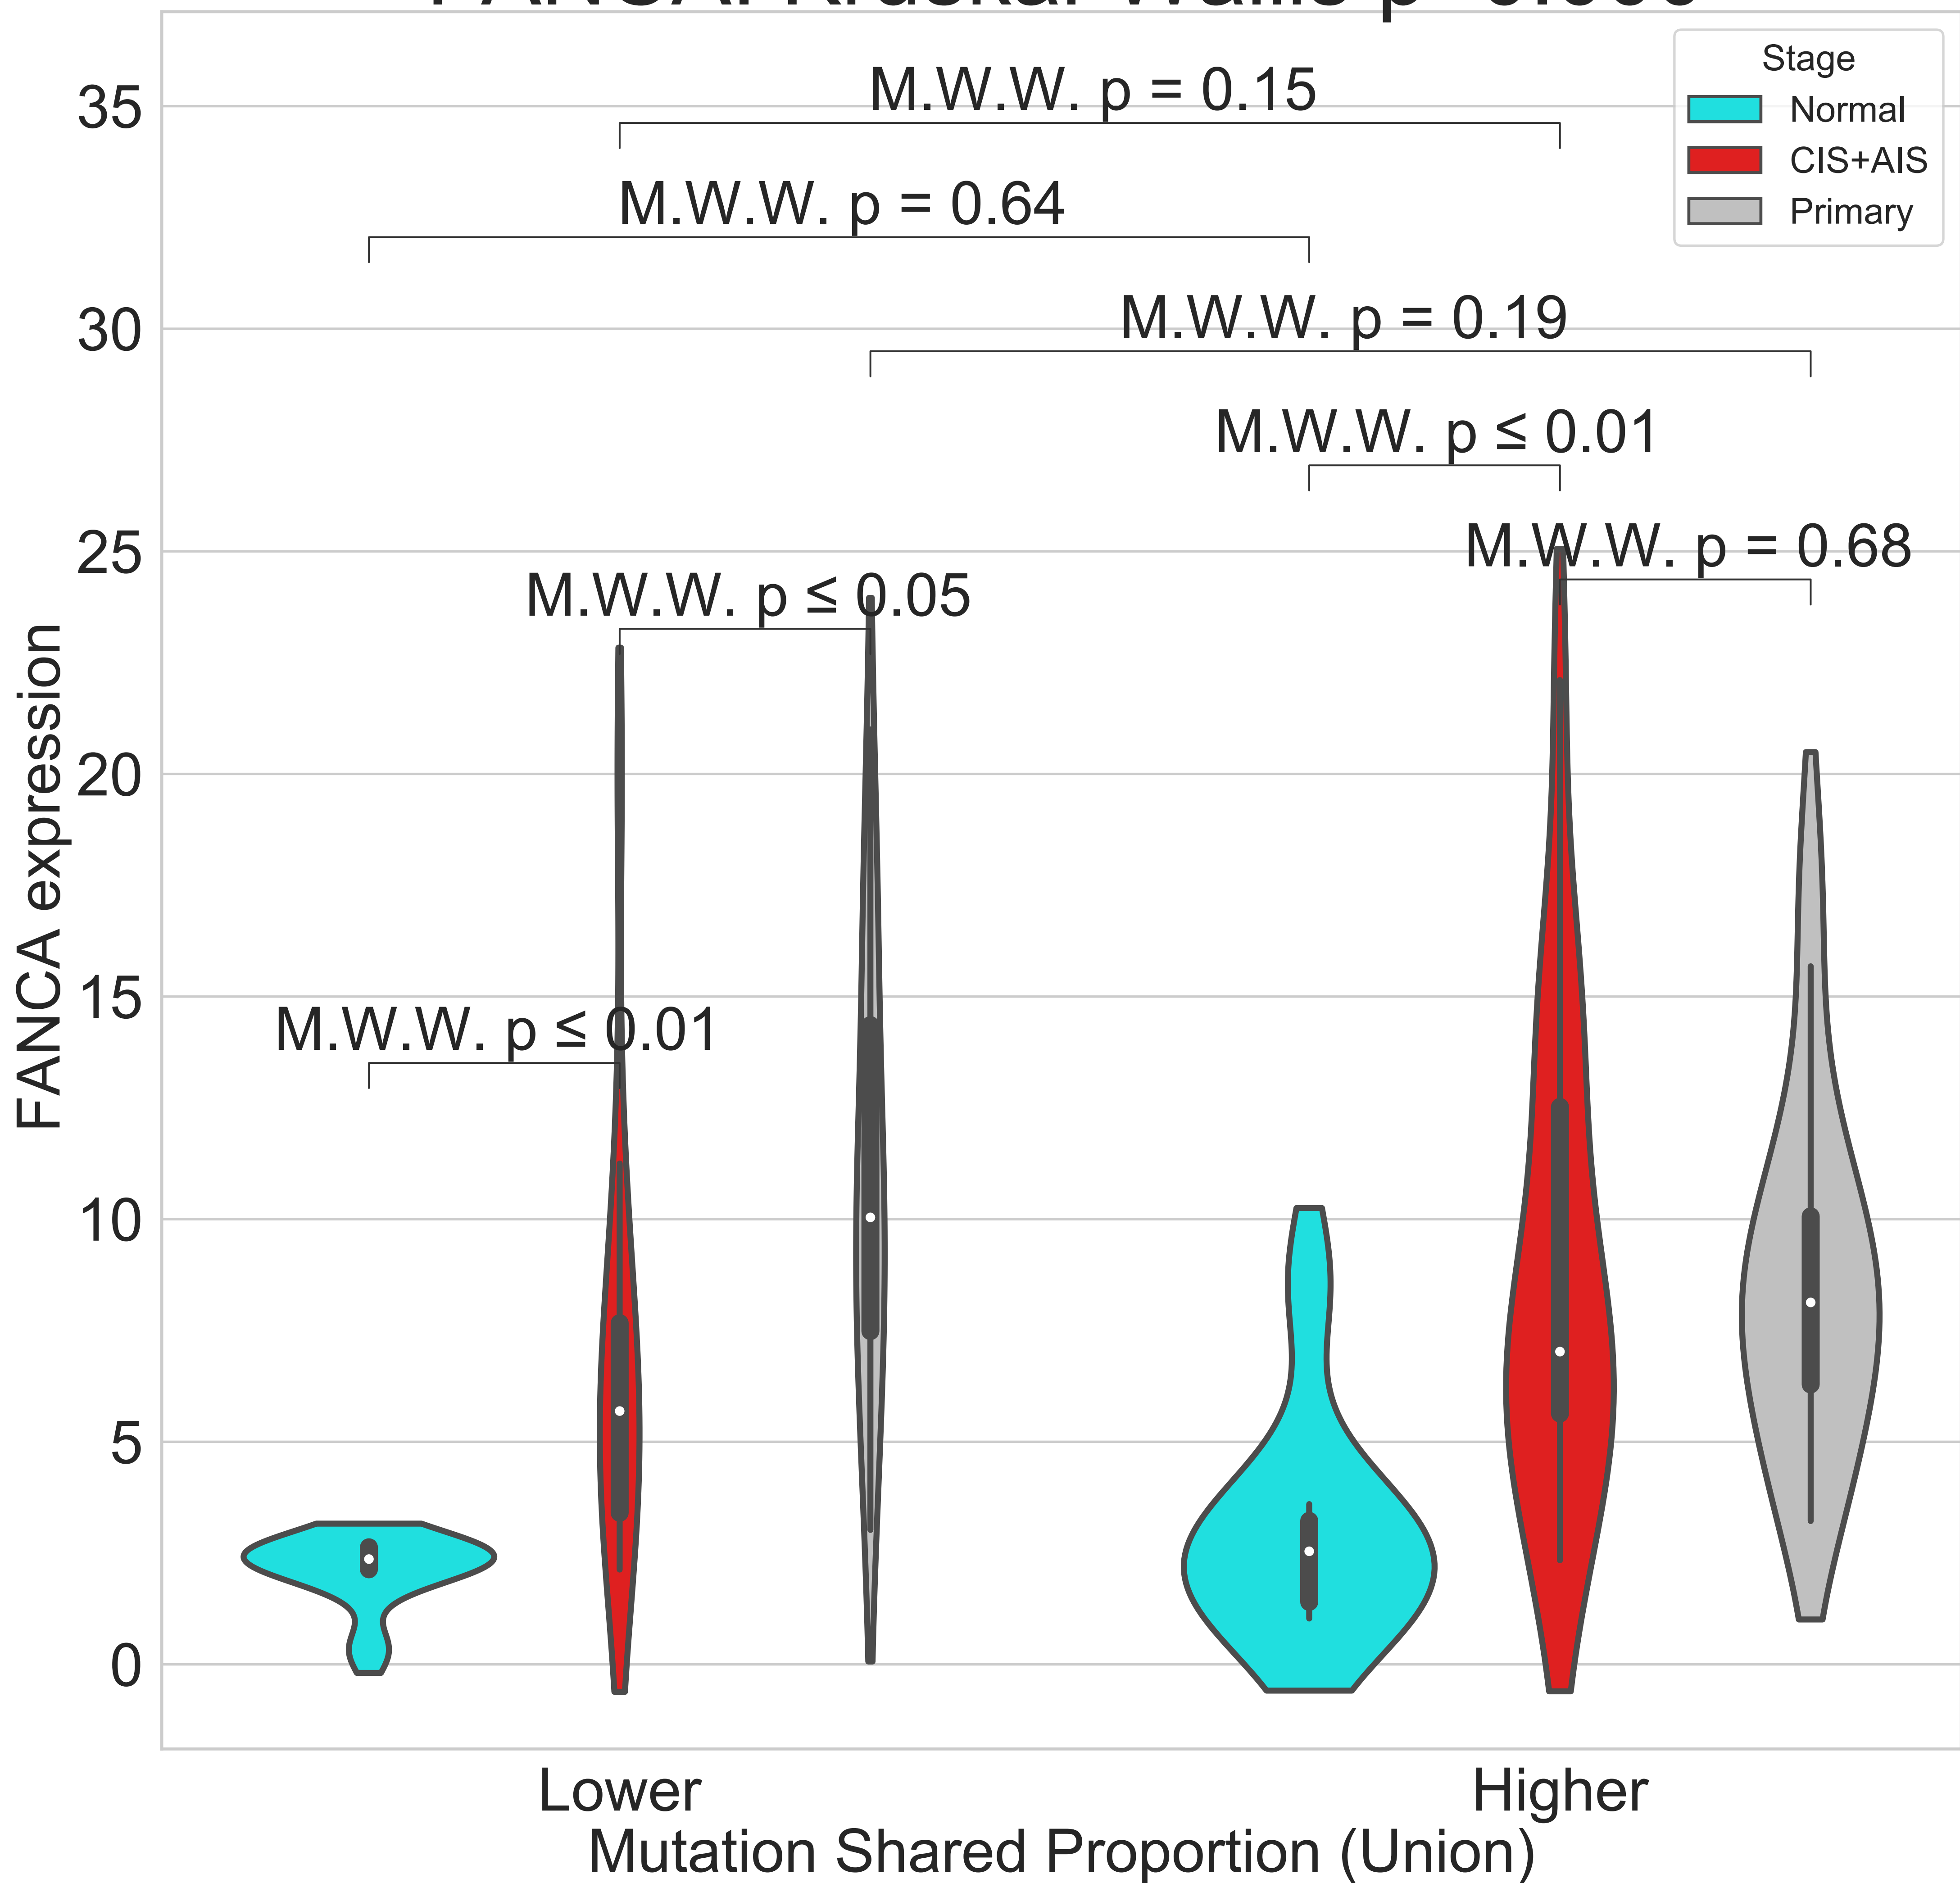 Stage
Normal
CIS+AIS
Primary
M.W.W. p = 0.15
M.W.W. p = 0.64
M.W.W. p = 0.19
M.W.W. p ≤ 0.01
M.W.W. p = 0.68
M.W.W. p ≤ 0.05
M.W.W. p ≤ 0.01
35
30
25
20
15
10
5
0
FANCA expression
Lower
Higher
Mutation Shared Proportion (Union)